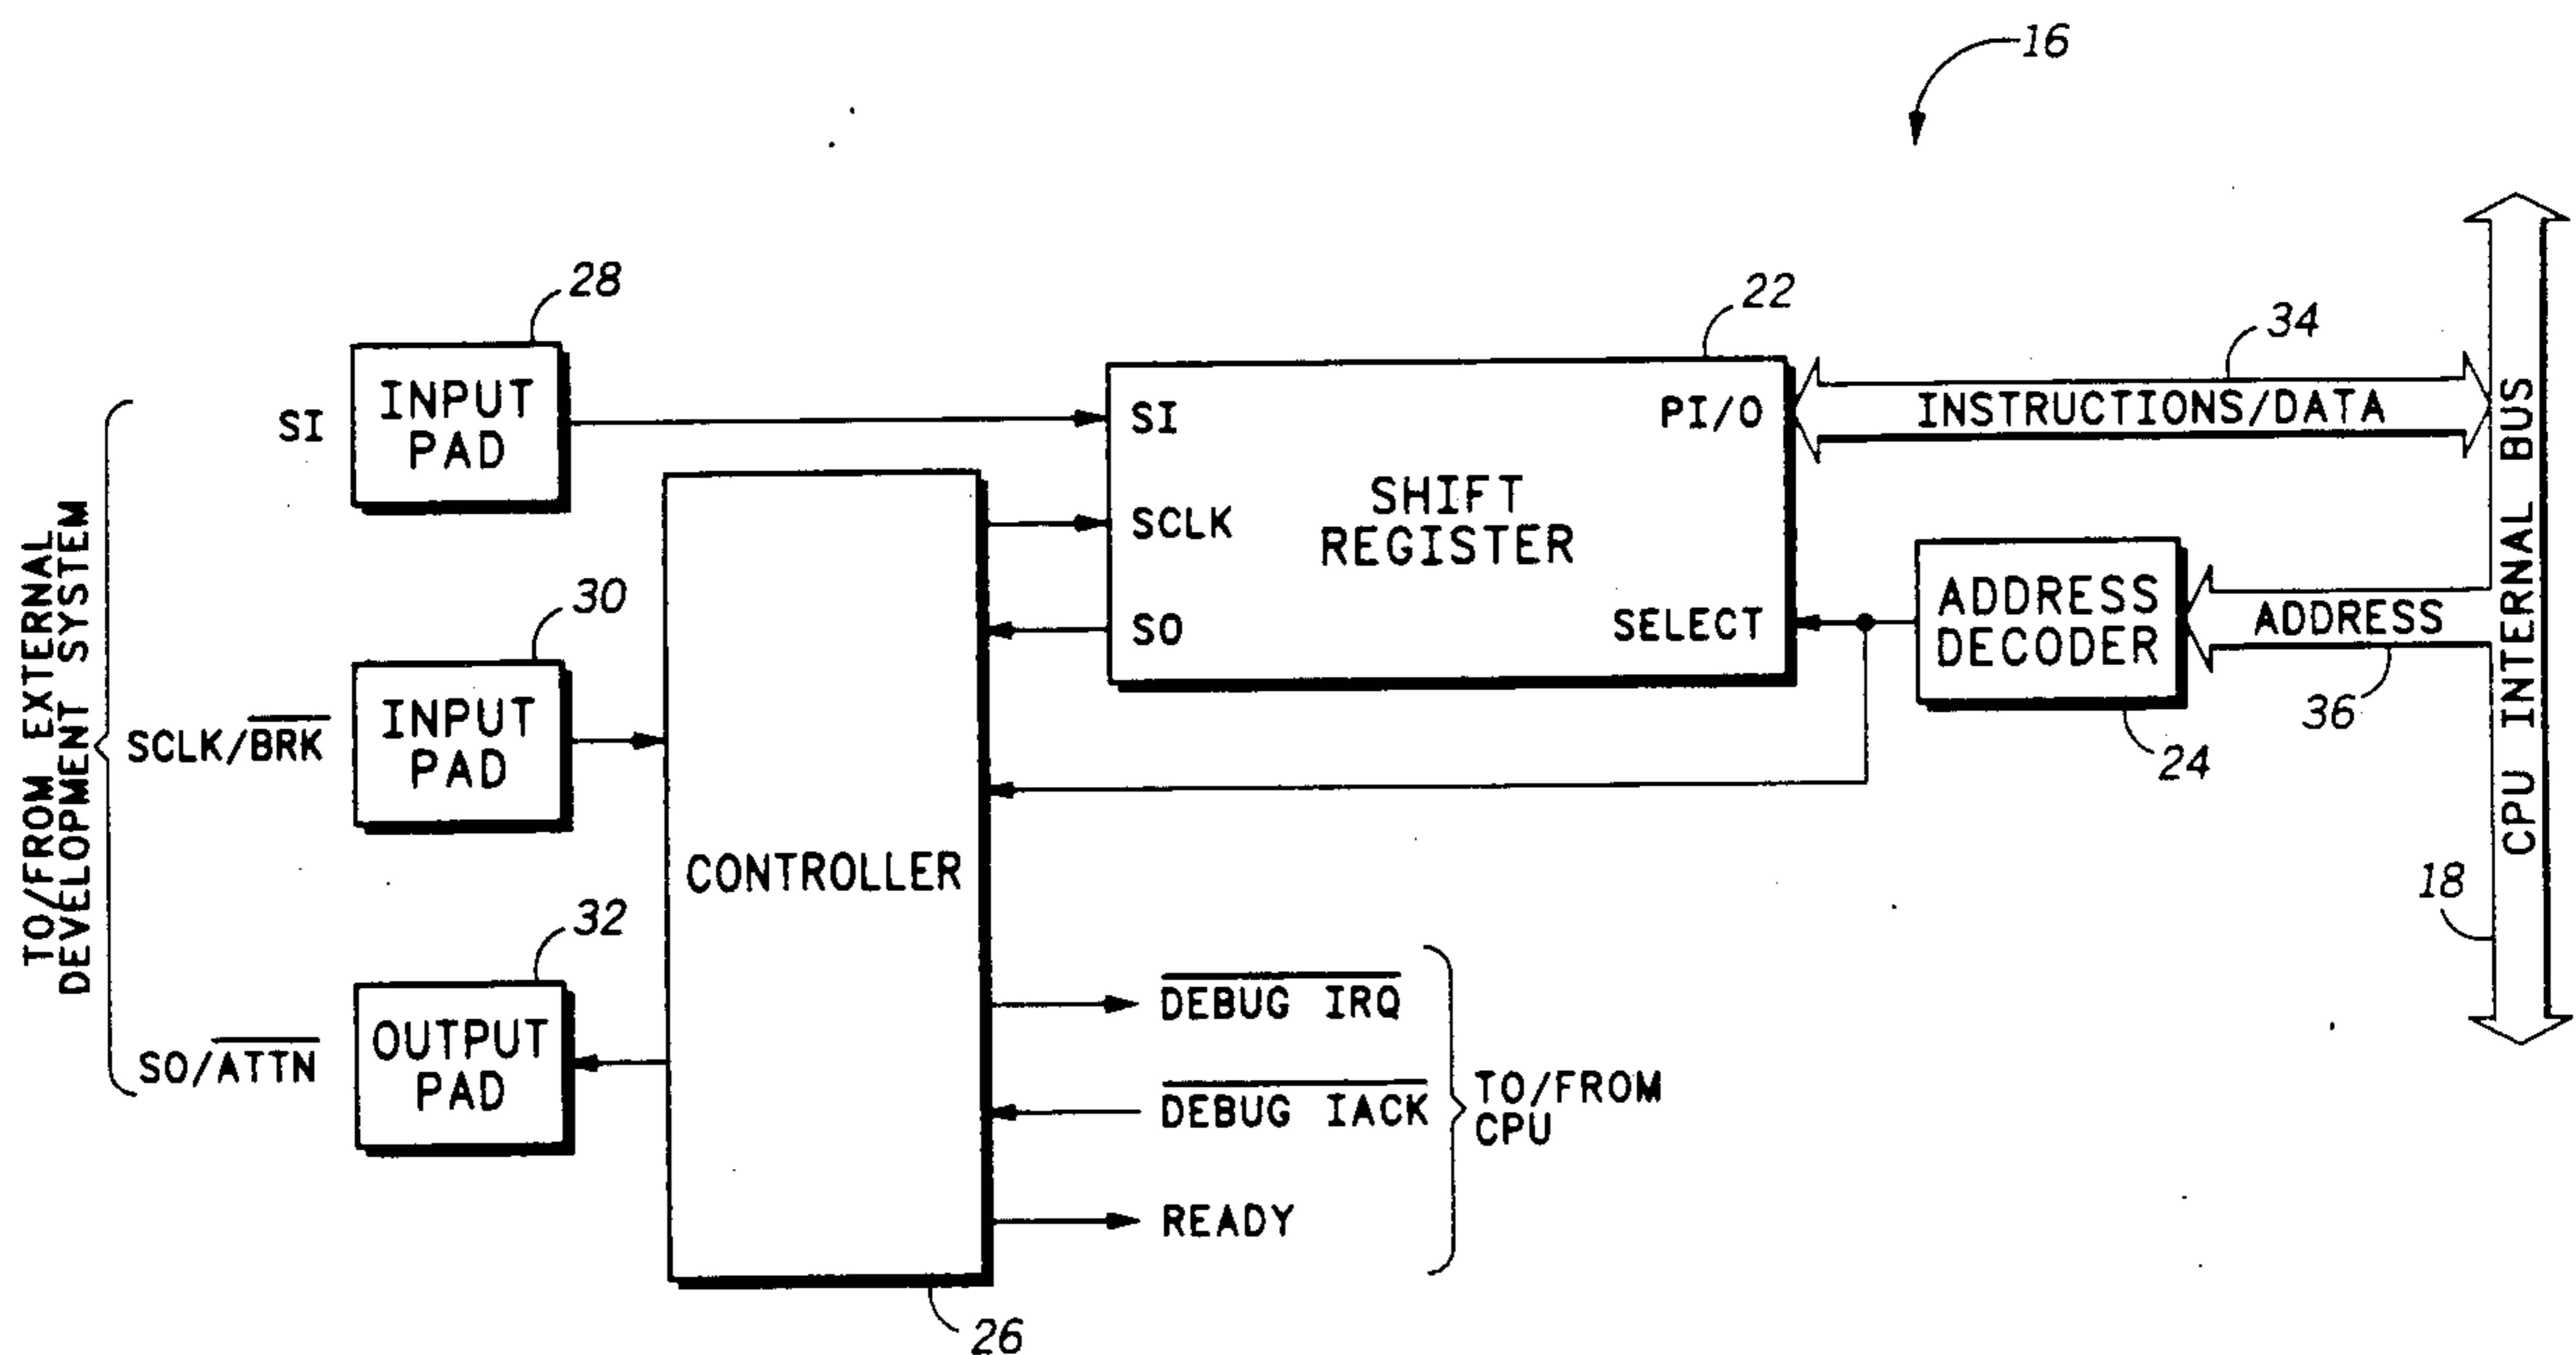 16
28
22
34
INPUT
PAD
SI
SI
PI/O
INSTRUCTIONS/DATA
SHIFT
REGISTER
SCLK
SO
SELECT
ADDRESS
DECODER
ADDRESS
36
24
CPU INTERNAL BUS
18
TO/FROM EXTERNAL
DEVELOPMENT SYSTEM
30
INPUT
PAD
SCLK/BRK
CONTROLLER
32
OUTPUT
PAD
SO/ATTN
DEBUG IRQ
DEBUG IACK
READY
TO/FROM
CPU
26